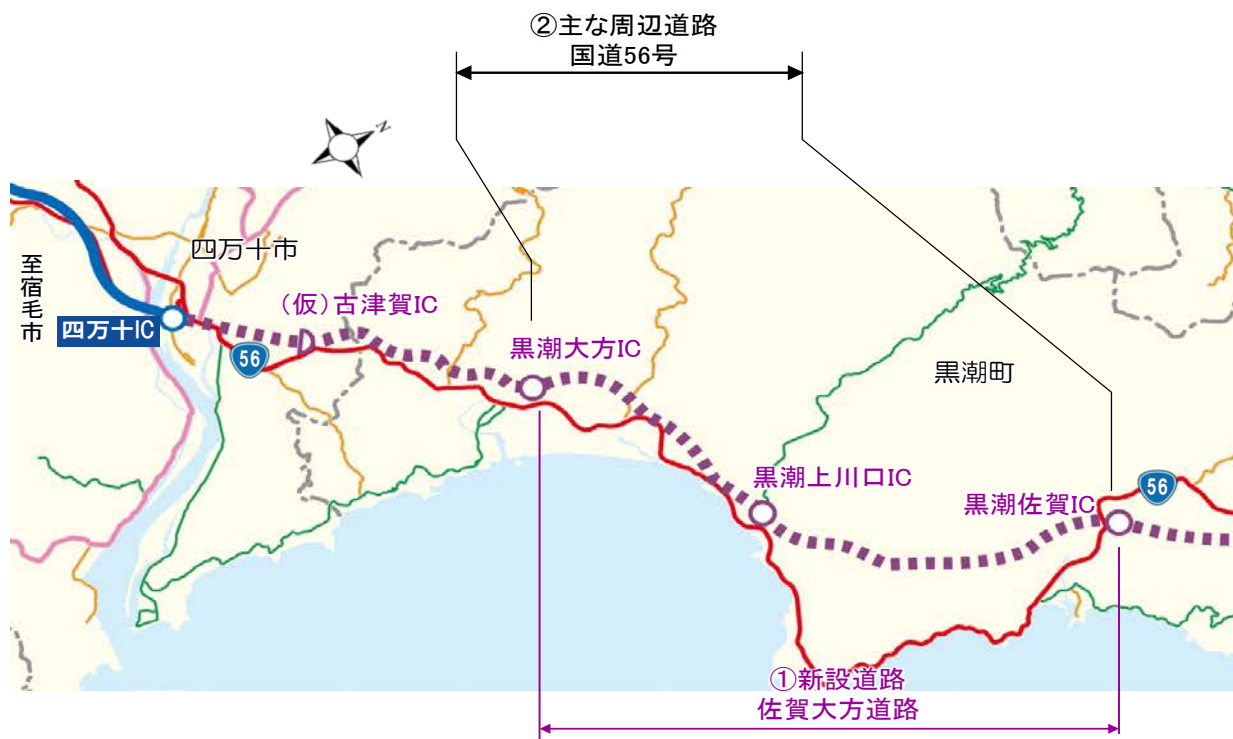 ②主な周辺道路
国道56号
N
四万十市
至宿毛市
(仮)古津賀IC
四万十IC
56
黒潮大方IC
黒潮町
黒潮上川口IC
56
黒潮佐賀IC
①新設道路
佐賀大方道路